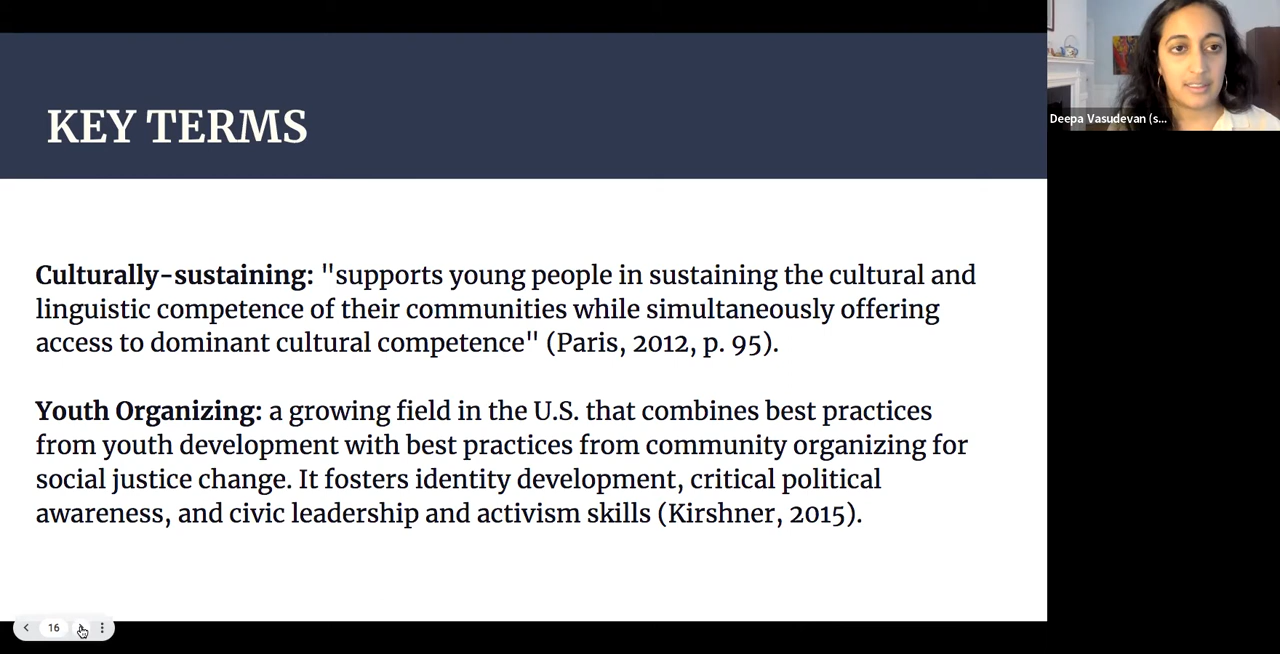 KEY TERMS
Deepa Vasudevan (s...
Culturally-sustaining: "supports young people in sustaining the cultural and
linguistic competence of their communities while simultaneously offering
access to dominant cultural competence" (Paris, 2012, p. 95).
Youth Organizing: a growing field in the U.S. that combines best practices
from youth development with best practices from community organizing for
social justice change. It fosters identity development, critical political
awareness, and civic leadership and activism skills (Kirshner, 2015).
16